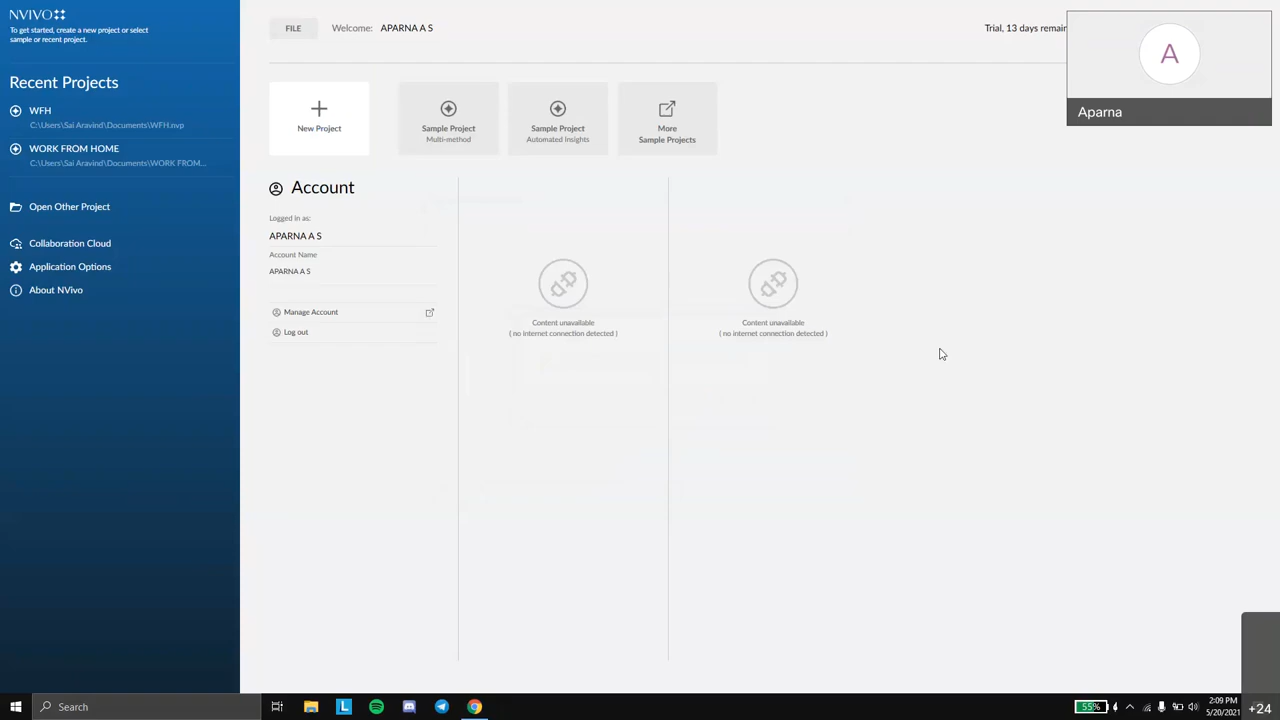 NVIVO
To get started, create a new project or select
sample or recent project.
Recent Projects
WFH
C:\Users\Sai Aravind\Documents\WFH.nvp
WORK FROM HOME
C:\Users\Sai Aravind\Documents\WORK FROM...
Open Other Project
Collaboration Cloud
Application Options
About NVivo
FILE
Welcome: APARNA A S
Trial, 13 days remain
New Project
Sample Project
Multi-method
Sample Project
Automated Insights
More
Sample Projects
Account
Logged in as:
APARNA A S
Account Name
APARNA A S
Manage Account
Log out
Content unavailable
( no internet connection detected )
Content unavailable
( no internet connection detected )
A
Aparna
Search
L
55%
2:09 PM
5/20/2021
+24